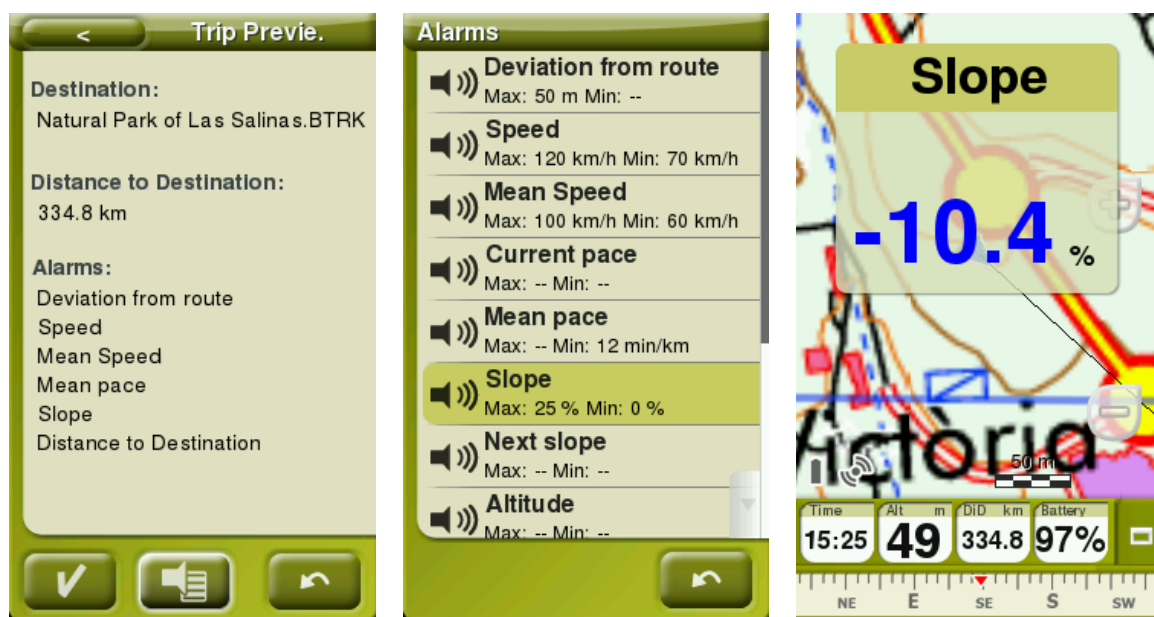 <
Trip Previe.
Destination:
Natural Park of Las Salinas.BTRK
Distance to Destination:
334.8 km
Alarms:
Deviation from route
Speed
Mean Speed
Mean pace
Slope
Distance to Destination
Alarms
Deviation from route
Max: 50 m Min: --
Speed
Max: 120 km/h Min: 70 km/h
Mean Speed
Max: 100 km/h Min: 60 km/h
Current pace
Max: -- Min: --
Mean pace
Max: -- Min: 12 min/km
Slope
Max: 25 % Min: 0 %
Next slope
Max: -- Min: --
Altitude
Max: -- Min: --
Slope
-10.4 %
Victoria
50 m
Time Alt m DiD km Battery
15:25 49 334.8 97%
NE E SE S SW